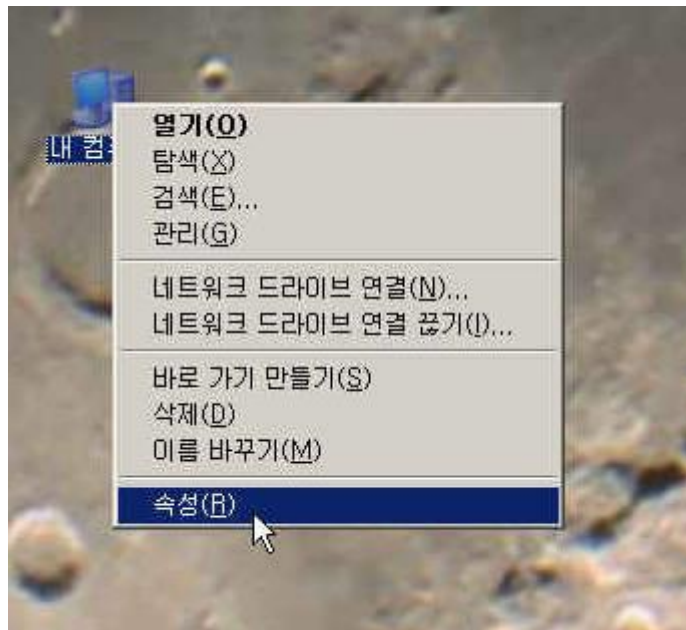 내 컴
열기(O)
탐색(X)
검색(E)...
관리(G)
네트워크 드라이브 연결(N)...
네트워크 드라이브 연결 끊기(I)...
바로 가기 만들기(S)
삭제(D)
이름 바꾸기(M)
속성(R)